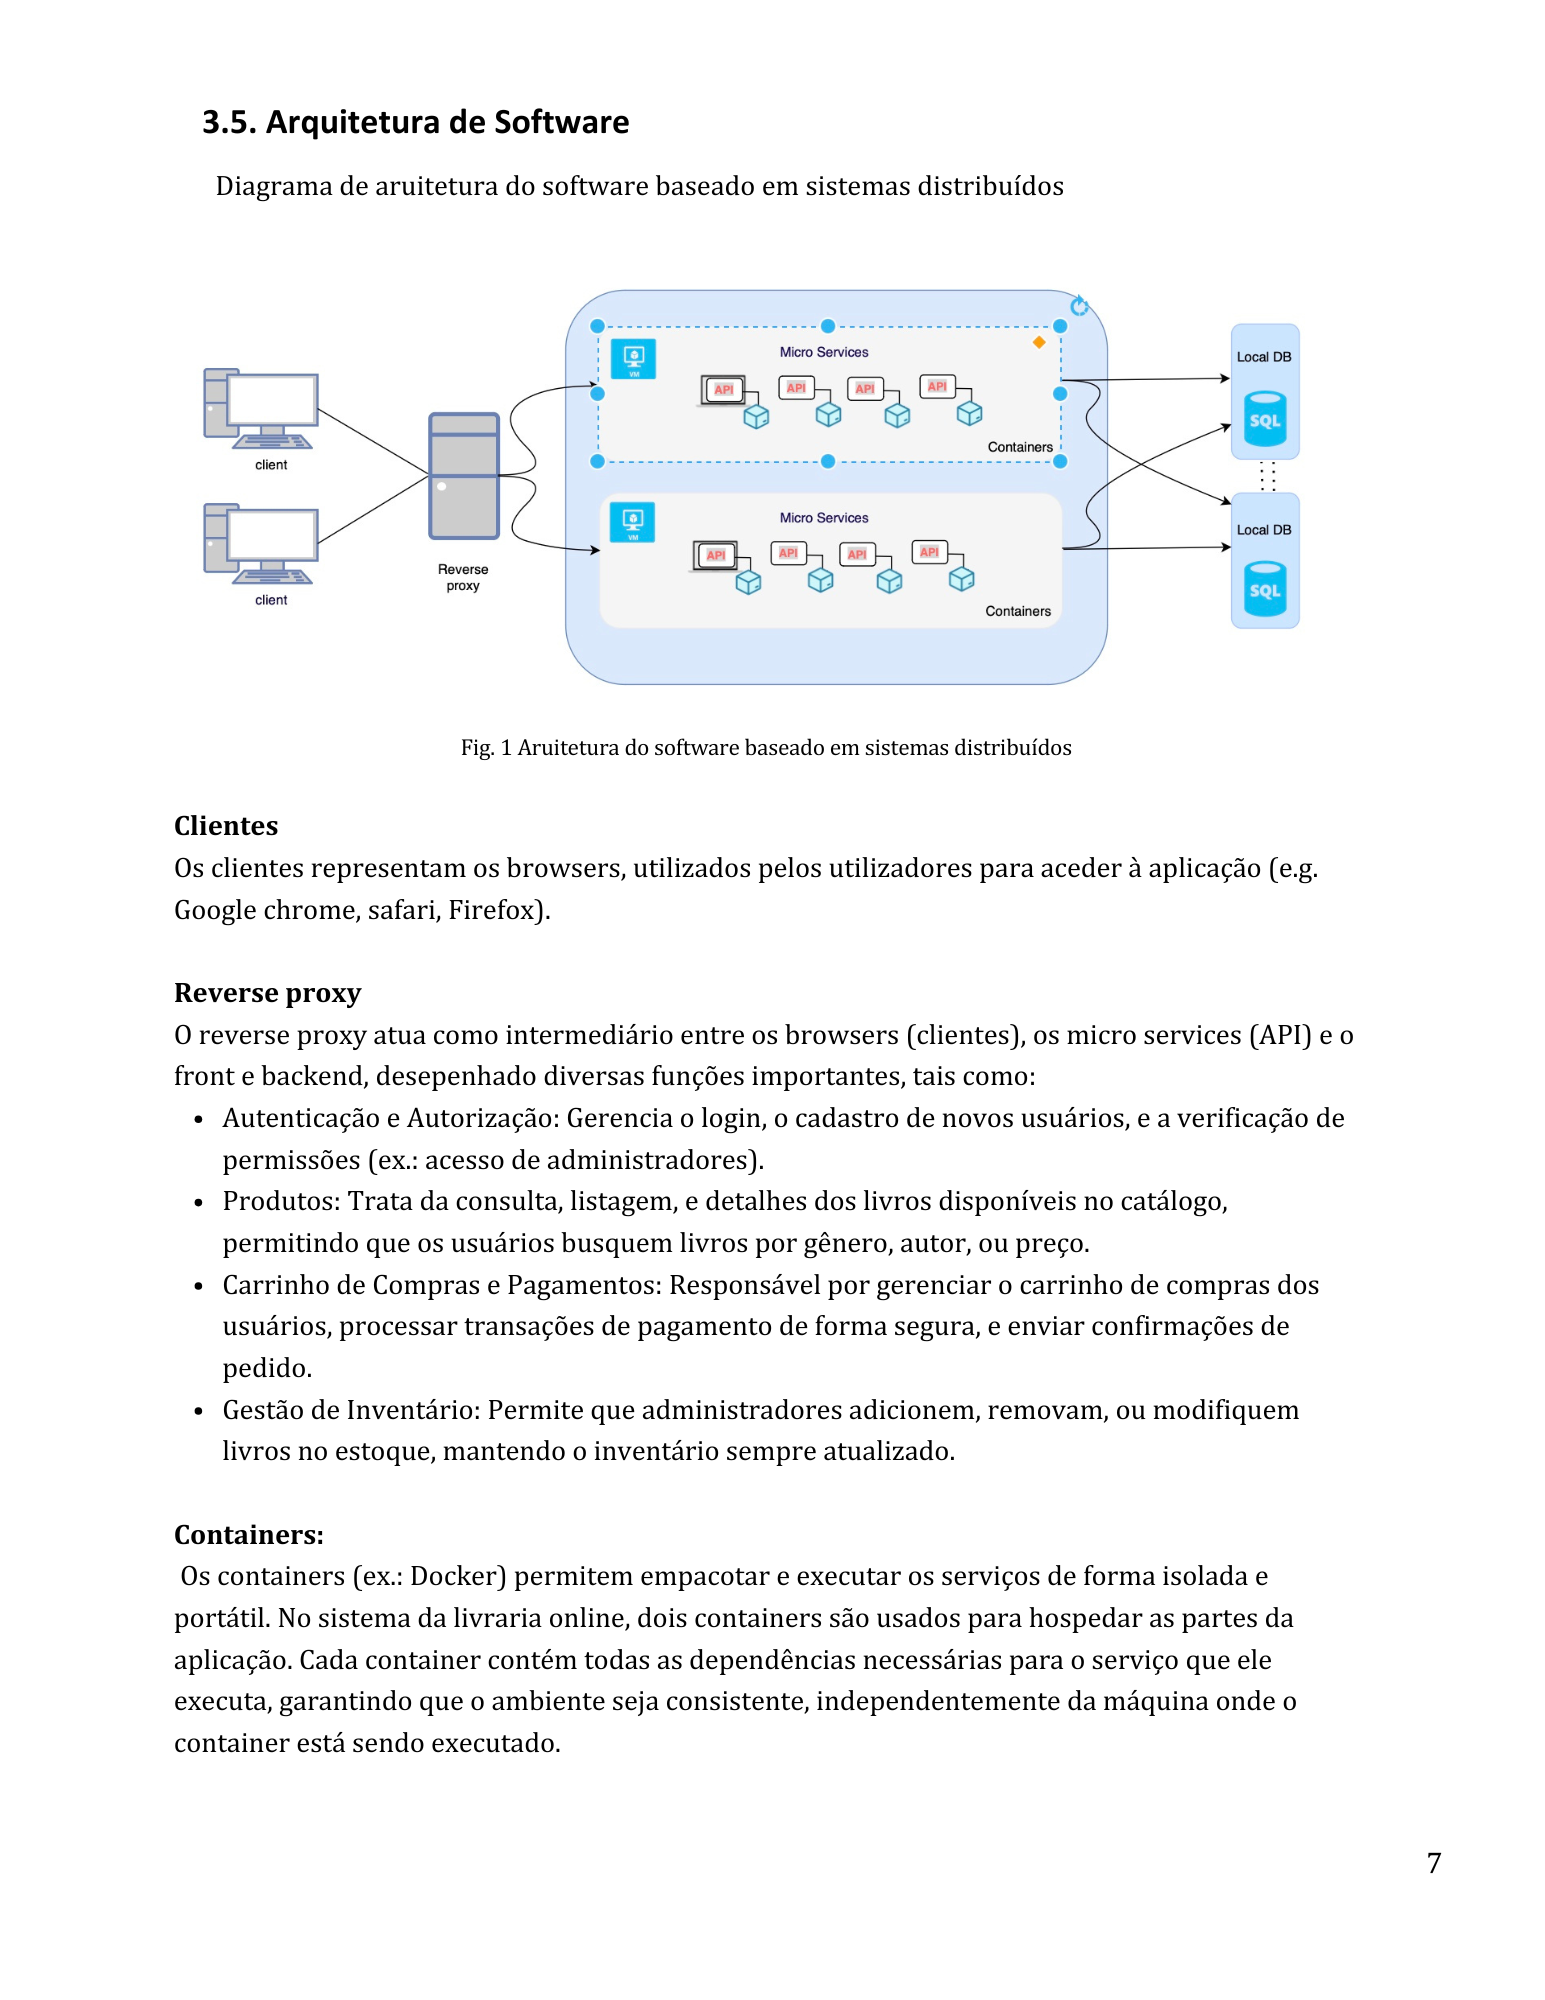 3.5. Arquitetura de Software
Diagrama de aruitetura do software baseado em sistemas distribuídos
client
client
Reverse
proxy
VM
Micro Services
API
API
API
API
Containers
VM
Micro Services
API
API
API
API
Containers
Local DB
SQL
Local DB
SQL
Fig. 1 Aruitetura do software baseado em sistemas distribuídos
Clientes
Os clientes representam os browsers, utilizados pelos utilizadores para aceder à aplicação (e.g.
Google chrome, safari, Firefox).
Reverse proxy
O reverse proxy atua como intermediário entre os browsers (clientes), os micro services (API) e o
front e backend, desepenhado diversas funções importantes, tais como:
• Autenticação e Autorização: Gerencia o login, o cadastro de novos usuários, e a verificação de
permissões (ex.: acesso de administradores).
• Produtos: Trata da consulta, listagem, e detalhes dos livros disponíveis no catálogo,
permitindo que os usuários busquem livros por gênero, autor, ou preço.
• Carrinho de Compras e Pagamentos: Responsável por gerenciar o carrinho de compras dos
usuários, processar transações de pagamento de forma segura, e enviar confirmações de
pedido.
• Gestão de Inventário: Permite que administradores adicionem, removam, ou modifiquem
livros no estoque, mantendo o inventário sempre atualizado.
Containers:
Os containers (ex.: Docker) permitem empacotar e executar os serviços de forma isolada e
portátil. No sistema da livraria online, dois containers são usados para hospedar as partes da
aplicação. Cada container contém todas as dependências necessárias para o serviço que ele
executa, garantindo que o ambiente seja consistente, independentemente da máquina onde o
container está sendo executado.
7